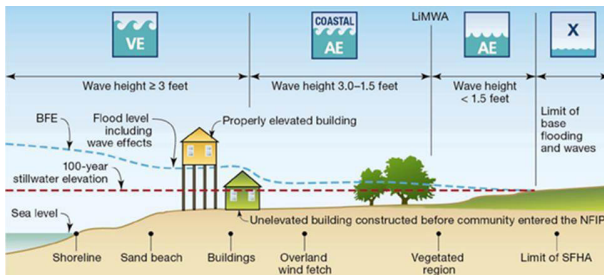 VE
COASTAL
AE
LiMWA
AE
X
Wave height ≥ 3 feet
Wave height 3.0–1.5 feet
Wave height
< 1.5 feet
Limit of
base
flooding
and waves
BFE
Flood level
including
wave effects
Properly elevated building
100-year
stillwater elevation
Sea level
Unelevated building constructed before community entered the NFIP
Shoreline
Sand beach
Buildings
Overland
wind fetch
Vegetated
region
Limit of SFHA